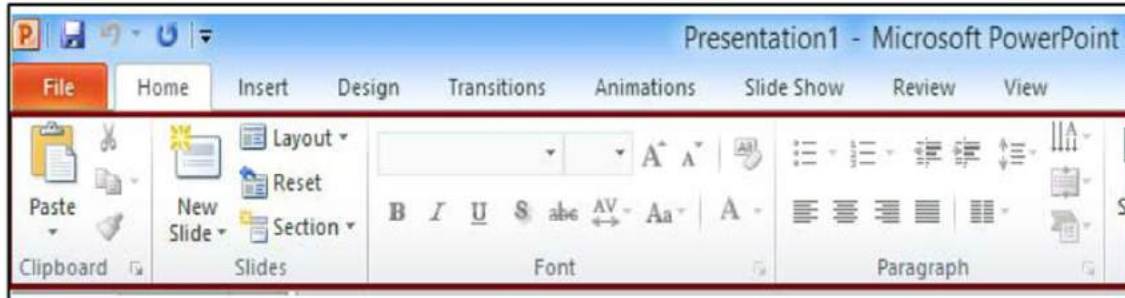 Presentation1 - Microsoft PowerPoint
File Home Insert Design Transitions Animations Slide Show Review View
Layout
Reset
Paste New Slide Section
B I U S abc AV Aa A
Clipboard Slides Font Paragraph